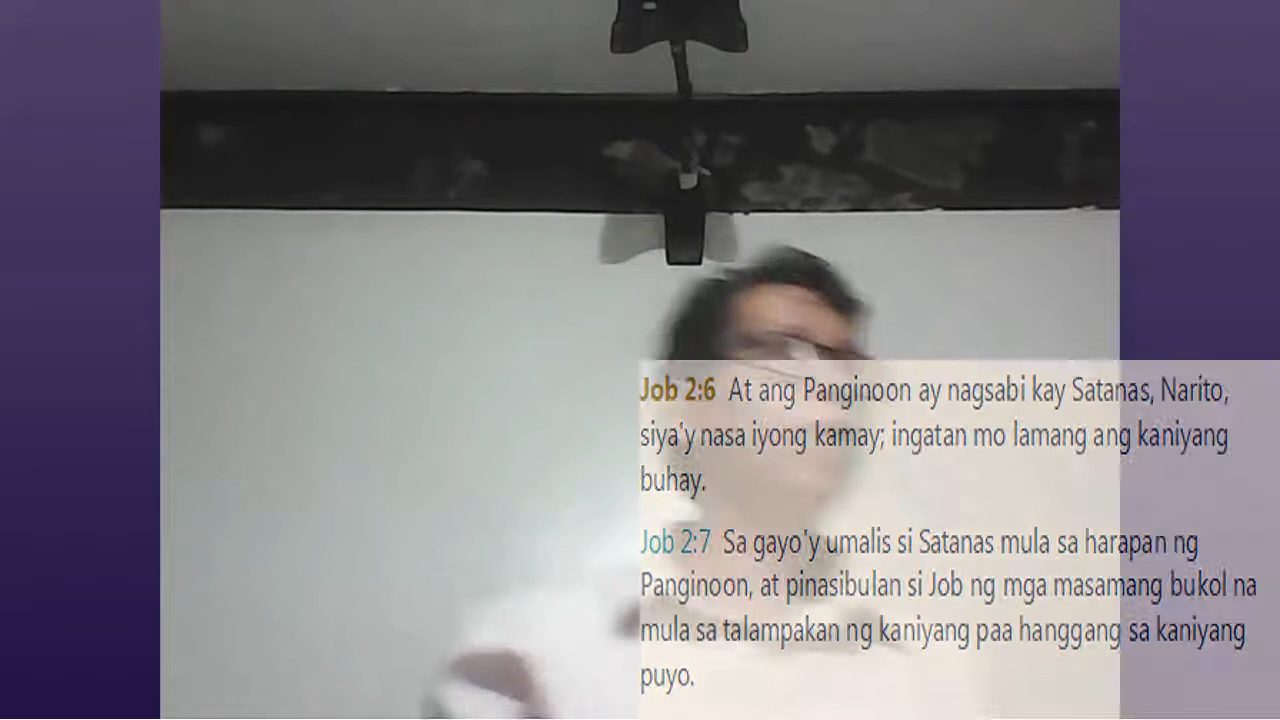 Job 2:6 At ang Panginoon ay nagsabi kay Satanas, Narito,
siya'y nasa iyong kamay; ingatan mo lamang ang kaniyang
buhay.
Job 2:7 Sa gayo'y umalis si Satanas mula sa harapan ng
Panginoon, at pinasibulan si Job ng mga masamang bukol na
mula sa talampakan ng kaniyang paa hanggang sa kaniyang
puyo.